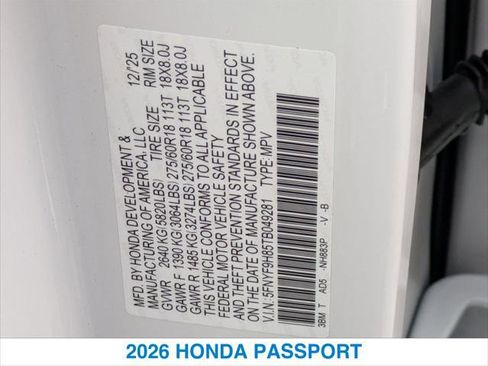 MFD. BY HONDA DEVELOPMENT & 12/'25
MANUFACTURING OF AMERICA, LLC
GVWR 2640 KG(5820LBS) TIRE SIZE RIM SIZE
GAWR F 1390 KG(3064LBS) 275/60R18 113T 18X8.0J
GAWR R 1485 KG(3274LBS) 275/60R18 113T 18X8.0J
THIS VEHICLE CONFORMS TO ALL APPLICABLE
FEDERAL MOTOR VEHICLE SAFETY
AND THEFT PREVENTION STANDARDS IN EFFECT
ON THE DATE OF MANUFACTURE SHOWN ABOVE.
V.I.N.:5FNYF9H85TB049281 TYPE:MPV
3BM T AD5 -NH883P -V -B
2026 HONDA PASSPORT